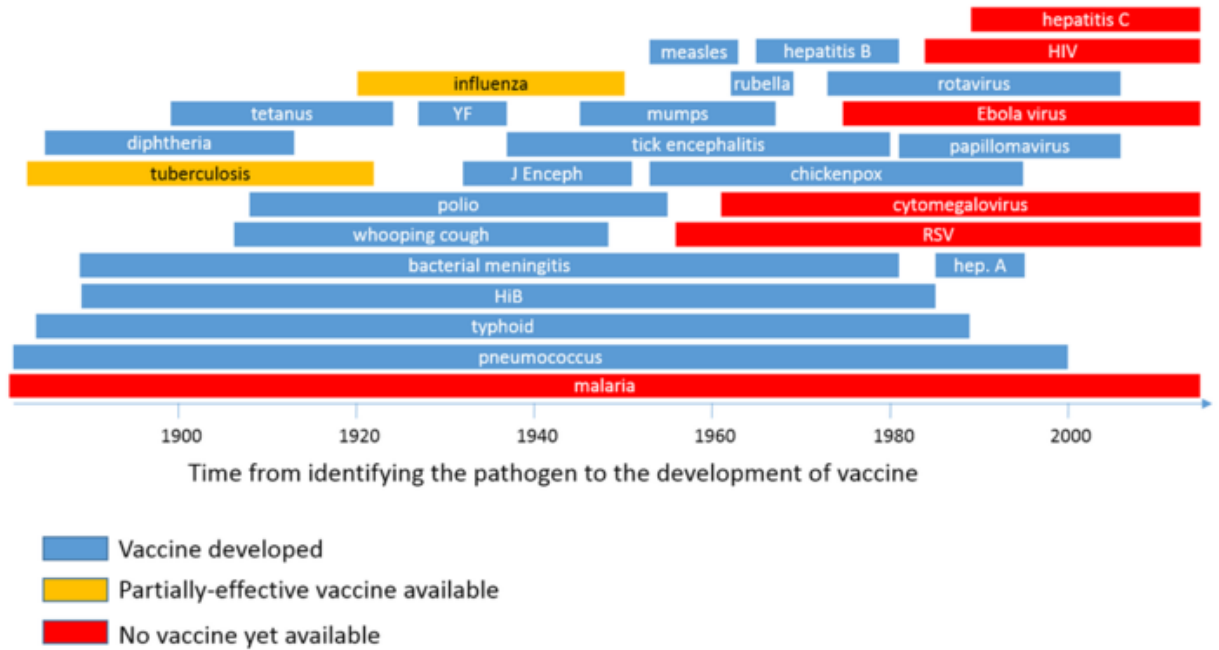 hepatitis C
measles hepatitis B HIV
influenza rubella rotavirus
tetanus YF mumps Ebola virus
diphtheria tick encephalitis papillomavirus
tuberculosis J Enceph chickenpox
polio cytomegalovirus
whooping cough RSV
bacterial meningitis hep. A
HiB
typhoid
pneumococcus
malaria
1900 1920 1940 1960 1980 2000
Time from identifying the pathogen to the development of vaccine
Vaccine developed
Partially-effective vaccine available
No vaccine yet available